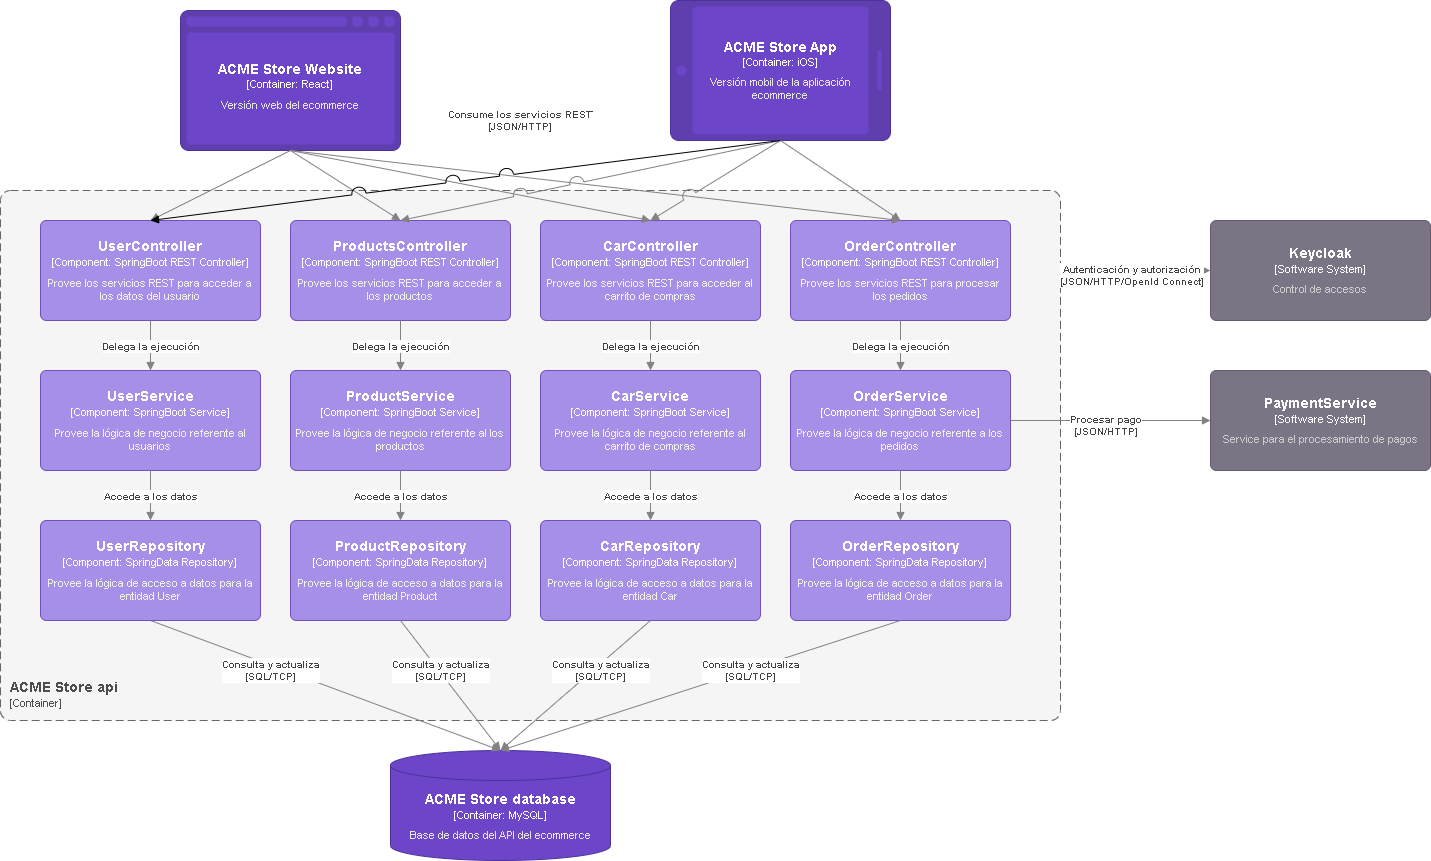 ACME Store Website
[Container: React]
Versión web del ecommerce
ACME Store App
[Container: iOS]
Versión mobil de la aplicación
ecommerce
Consume los servicios REST
[JSON/HTTP]
UserController
[Component: SpringBoot REST Controller]
Provee los servicios REST para acceder a
los datos del usuario
ProductsController
[Component: SpringBoot REST Controller]
Provee los servicios REST para acceder a
los productos
CarController
[Component: SpringBoot REST Controller]
Provee los servicios REST para acceder al
carrito de compras
OrderController
[Component: SpringBoot REST Controller]
Provee los servicios REST para procesar
los pedidos
Autenticación y autorización
[JSON/HTTP/OpenId Connect]
Keycloak
[Software System]
Control de accesos
Delega la ejecución
Delega la ejecución
Delega la ejecución
Delega la ejecución
UserService
[Component: SpringBoot Service]
Provee la lógica de negocio referente al
usuarios
ProductService
[Component: SpringBoot Service]
Provee la lógica de negocio referente al los
productos
CarService
[Component: SpringBoot Service]
Provee la lógica de negocio referente al
carrito de compras
OrderService
[Component: SpringBoot Service]
Provee la lógica de negocio referente a los
pedidos
Procesar pago
[JSON/HTTP]
PaymentService
[Software System]
Service para el procesamiento de pagos
Accede a los datos
Accede a los datos
Accede a los datos
Accede a los datos
UserRepository
[Component: SpringData Repository]
Provee la lógica de acceso a datos para la
entidad User
ProductRepository
[Component: SpringData Repository]
Provee la lógica de acceso a datos para la
entidad Product
CarRepository
[Component: SpringData Repository]
Provee la lógica de acceso a datos para la
entidad Car
OrderRepository
[Component: SpringData Repository]
Provee la lógica de acceso a datos para la
entidad Order
Consulta y actualiza
[SQL/TCP]
Consulta y actualiza
[SQL/TCP]
Consulta y actualiza
[SQL/TCP]
Consulta y actualiza
[SQL/TCP]
ACME Store api
[Container]
ACME Store database
[Container: MySQL]
Base de datos del API del ecommerce